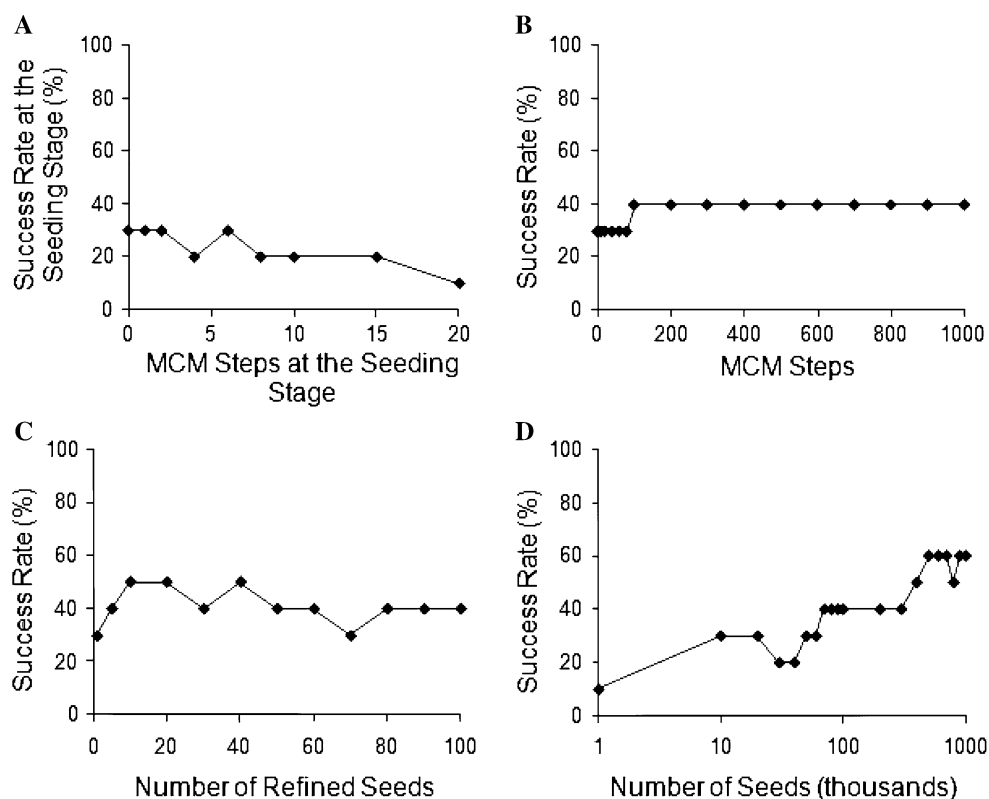 A
Success Rate at the
Seeding Stage (%)
100
80
60
40
20
0
0 5 10 15 20
MCM Steps at the Seeding
Stage
B
Success Rate (%)
100
80
60
40
20
0
0 200 400 600 800 1000
MCM Steps
C
Success Rate (%)
100
80
60
40
20
0
0 20 40 60 80 100
Number of Refined Seeds
D
Success Rate (%)
100
80
60
40
20
0
1 10 100 1000
Number of Seeds (thousands)